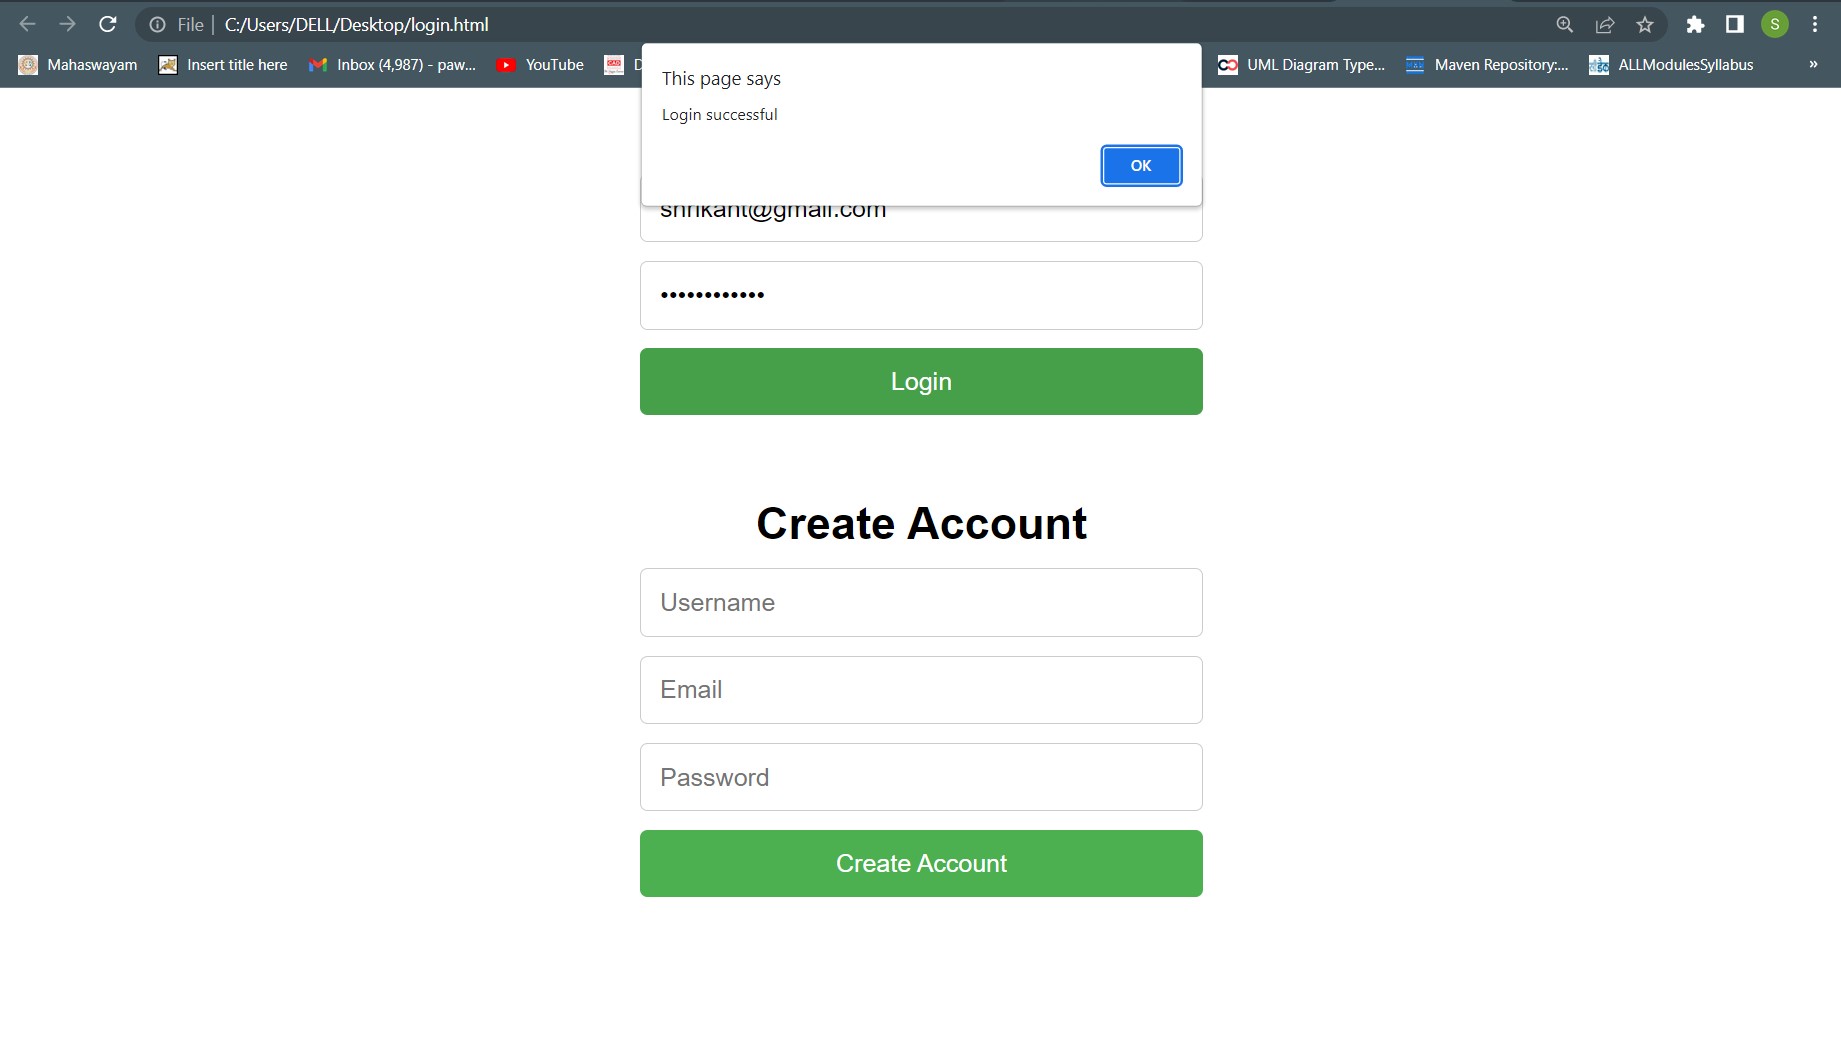 File C:/Users/DELL/Desktop/login.html
S
Mahaswayam Insert title here Inbox (4,987) - paw... YouTube UML Diagram Type... Maven Repository:... ALLModulesSyllabus »
This page says
Login successful
OK
shrikant@gmail.com
Login
Create Account
Username
Email
Password
Create Account